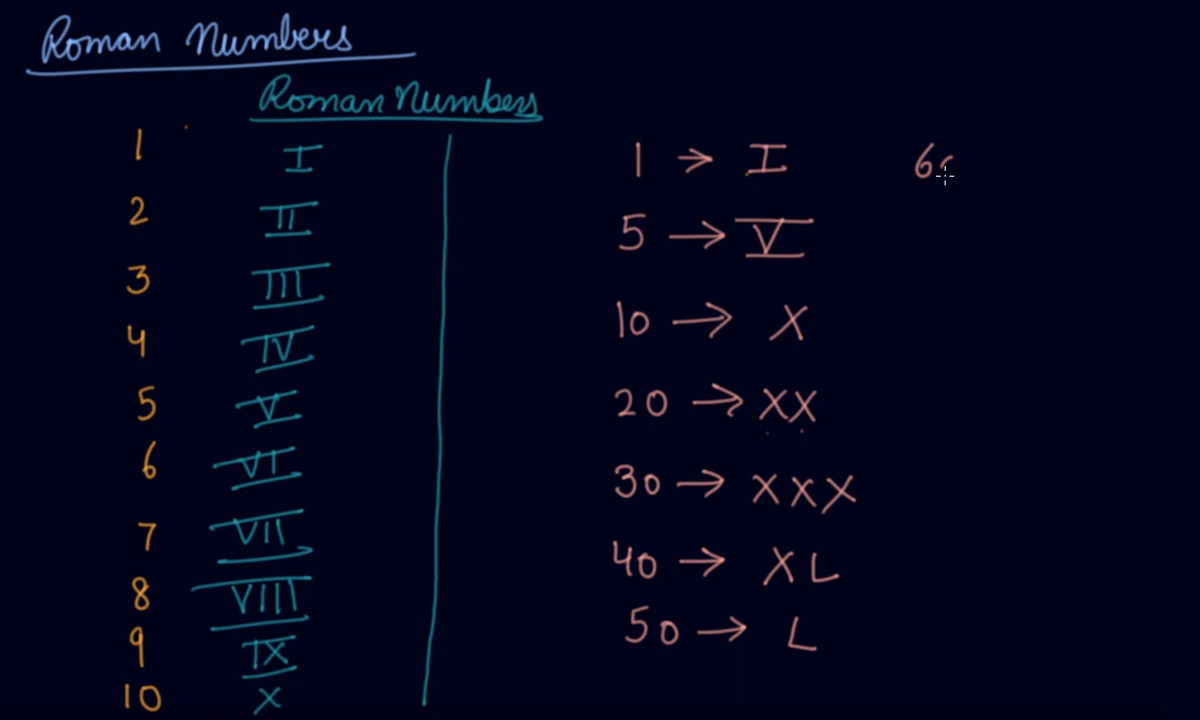 Roman Numbers
Roman Numbers
1 I
2 II
3 III
4 IV
5 V
6 VI
7 VII
8 VIII
9 IX
10 X
1 → I
5 → V
10 → X
20 → XX
30 → XXX
40 → XL
50 → L
6